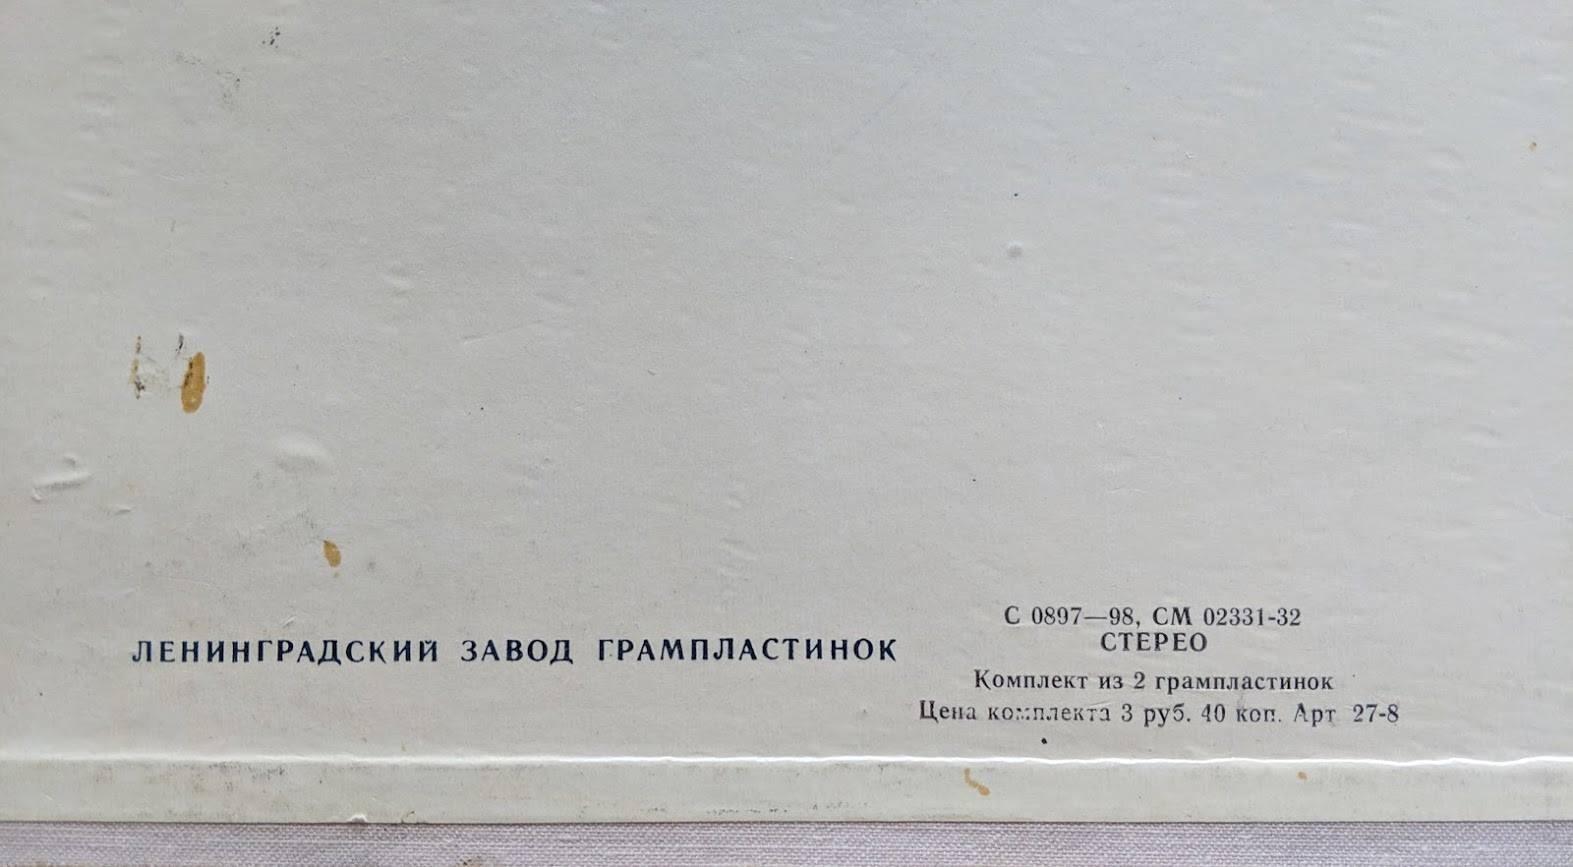 ЛЕНИНГРАДСКИЙ ЗАВОД ГРАМПЛАСТИНОК
С 0897—98, СМ 02331-32
СТЕРЕО
Комплект из 2 грампластинок
Цена комплекта 3 руб. 40 коп. Арт 27-8